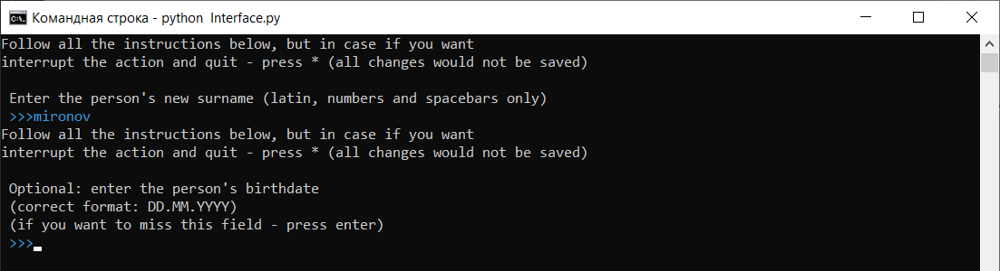 Командная строка - python Interface.py
Follow all the instructions below, but in case if you want
interrupt the action and quit - press * (all changes would not be saved)
Enter the person's new surname (latin, numbers and spacebars only)
>>>mironov
Follow all the instructions below, but in case if you want
interrupt the action and quit - press * (all changes would not be saved)
Optional: enter the person's birthdate
(correct format: DD.MM.YYYY)
(if you want to miss this field - press enter)
>>>